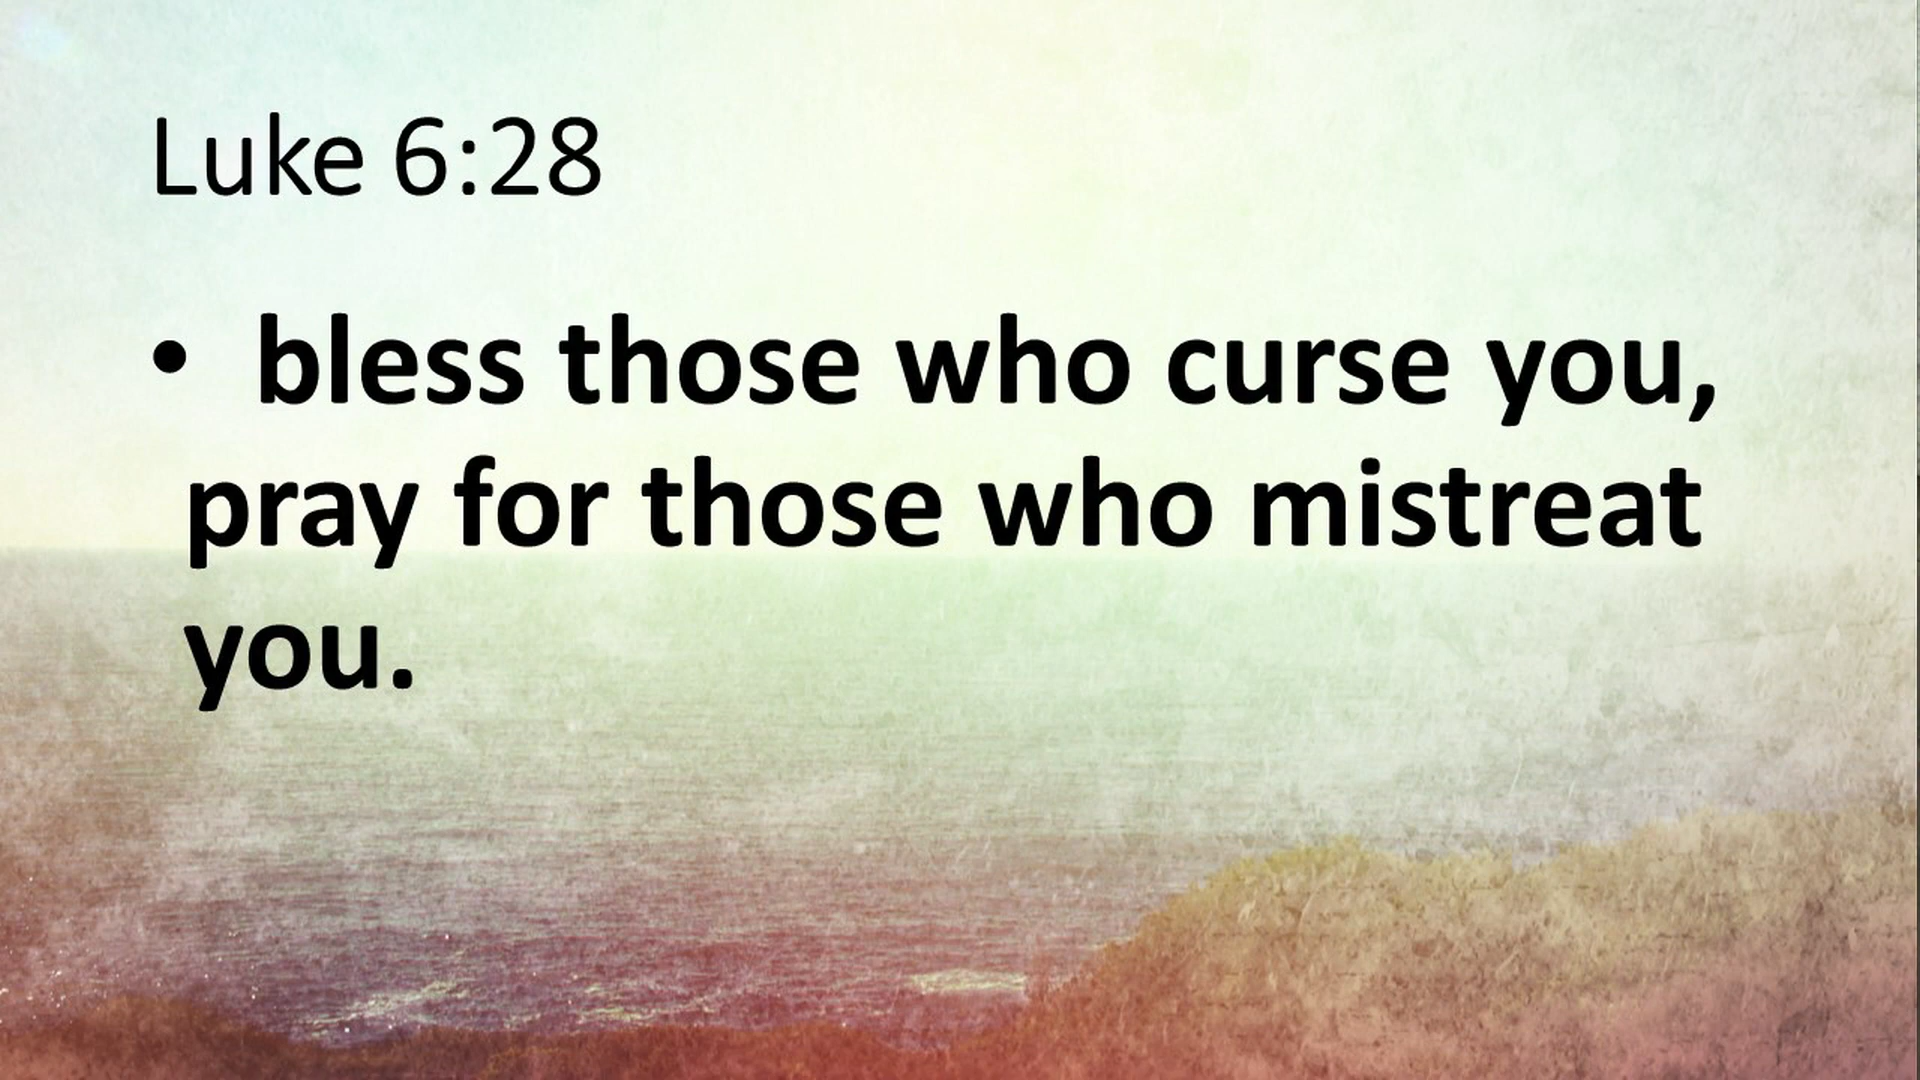 Luke 6:28
• bless those who curse you,
pray for those who mistreat
you.